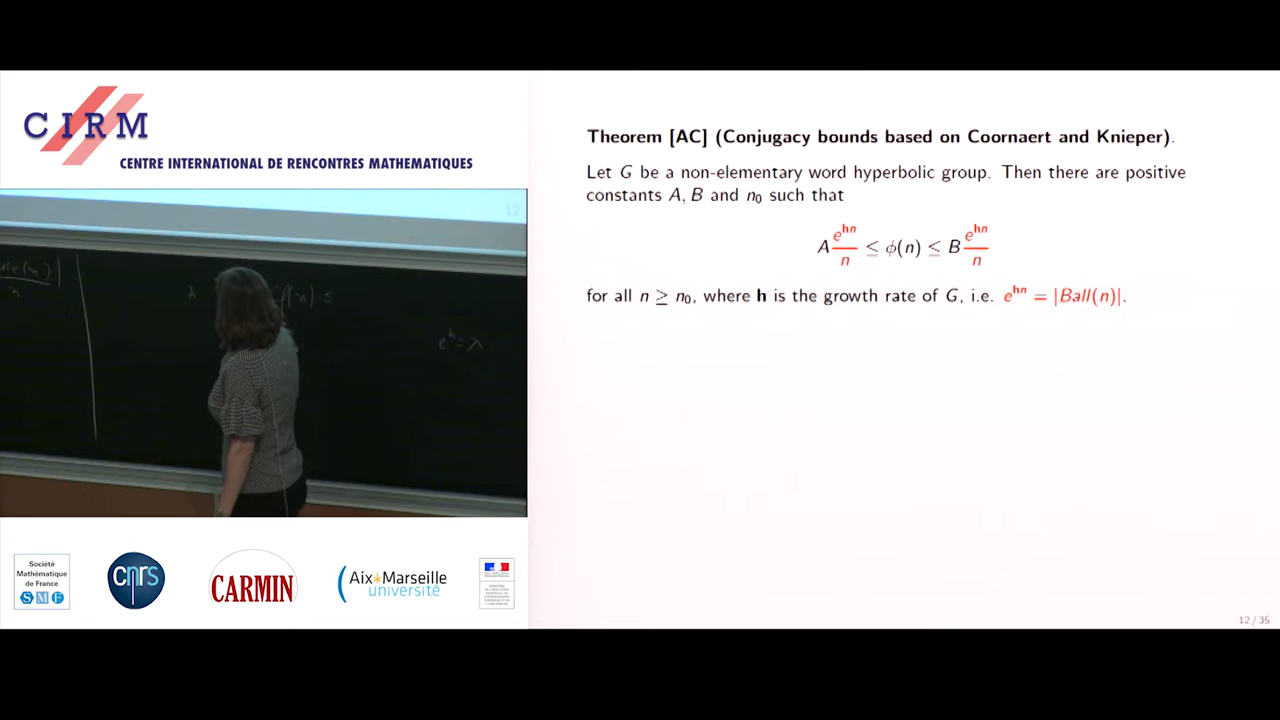 CIRM
CENTRE INTERNATIONAL DE RENCONTRES MATHEMATIQUES
12
e^h = λ
Société
Mathématique
de France
SMF
cnrs
CARMIN
Aix*Marseille
université
Theorem [AC] (Conjugacy bounds based on Coornaert and Knieper).
Let G be a non-elementary word hyperbolic group. Then there are positive
constants A, B and n₀ such that
A e^{hn}/n ≤ ϕ(n) ≤ B e^{hn}/n
for all n ≥ n₀, where h is the growth rate of G, i.e. e^{hn} = |Ball(n)|.
12 / 35